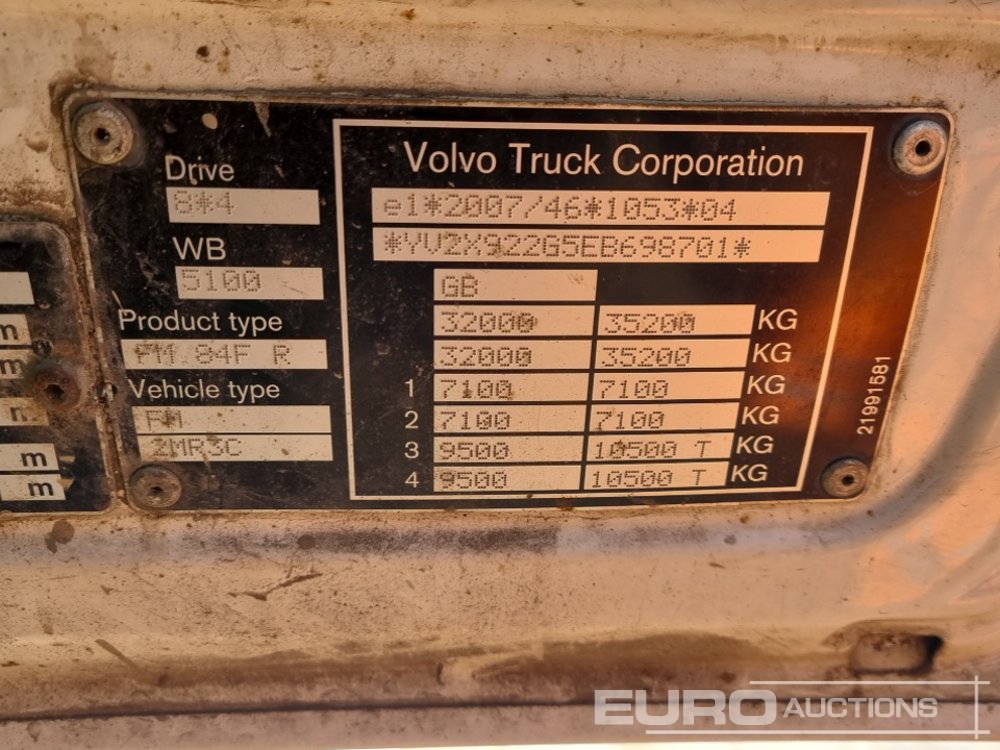 Drive
8*4
WB
5100
Product type
FM 84F R
Vehicle type
FM
2MR3C
Volvo Truck Corporation
e1*2007/46*1053*04
*YV2X922G5EB698701*
GB
32000 35200 KG
32000 35200 KG
1 7100 7100 KG
2 7100 7100 KG
3 9500 10500 T KG
4 9500 10500 T KG
21991581
m
m
m
m
m
EURO AUCTIONS